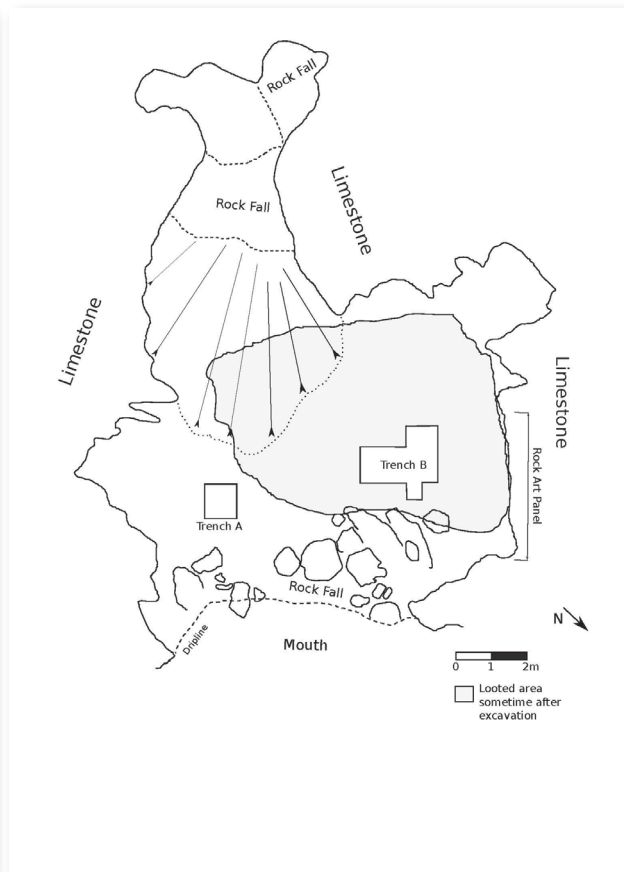 Rock Fall
Rock Fall
Limestone
Limestone
Limestone
Trench B
Rock Art Panel
Trench A
Rock Fall
Dripline
Mouth
N
0 1 2m
Looted area
sometime after
excavation